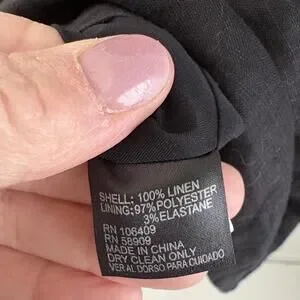 SHELL: 100% LINEN
LINING: 97% POLYESTER
3% ELASTANE
RN 106409
RN 58909
MADE IN CHINA
DRY CLEAN ONLY
VER AL DORSO PARA CUIDADO